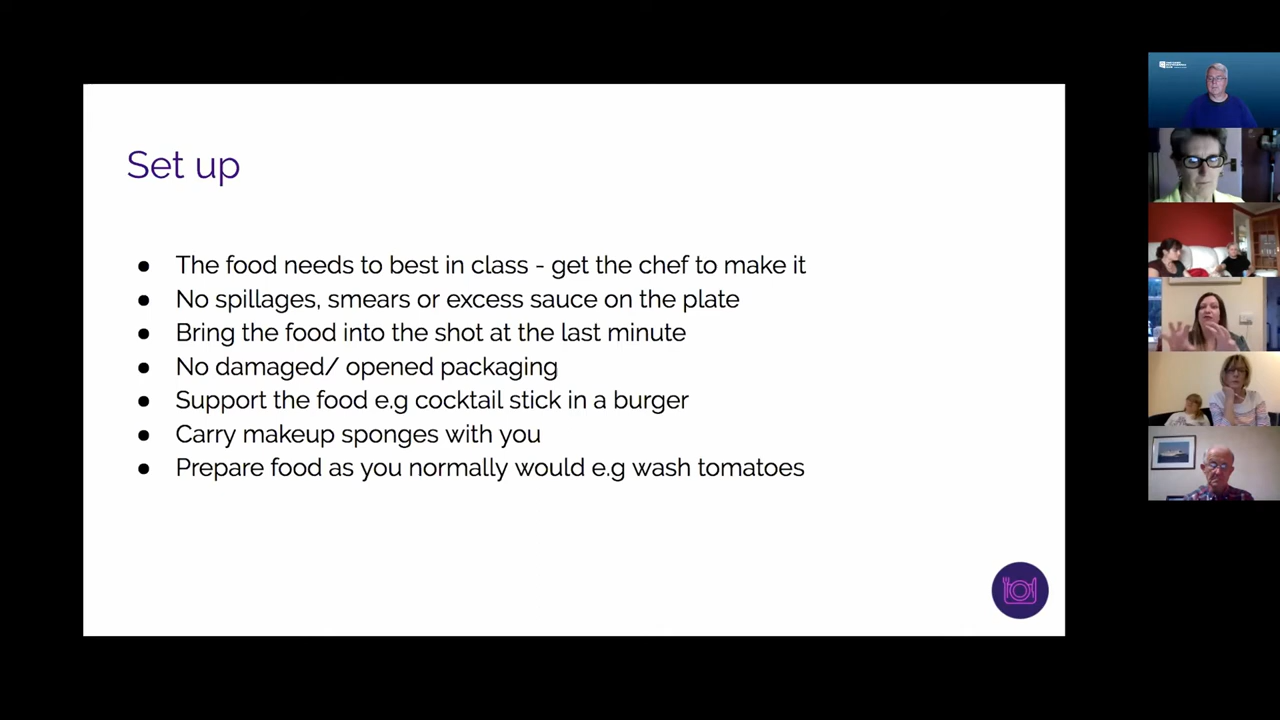 Set up
● The food needs to best in class - get the chef to make it
● No spillages, smears or excess sauce on the plate
● Bring the food into the shot at the last minute
● No damaged/ opened packaging
● Support the food e.g cocktail stick in a burger
● Carry makeup sponges with you
● Prepare food as you normally would e.g wash tomatoes